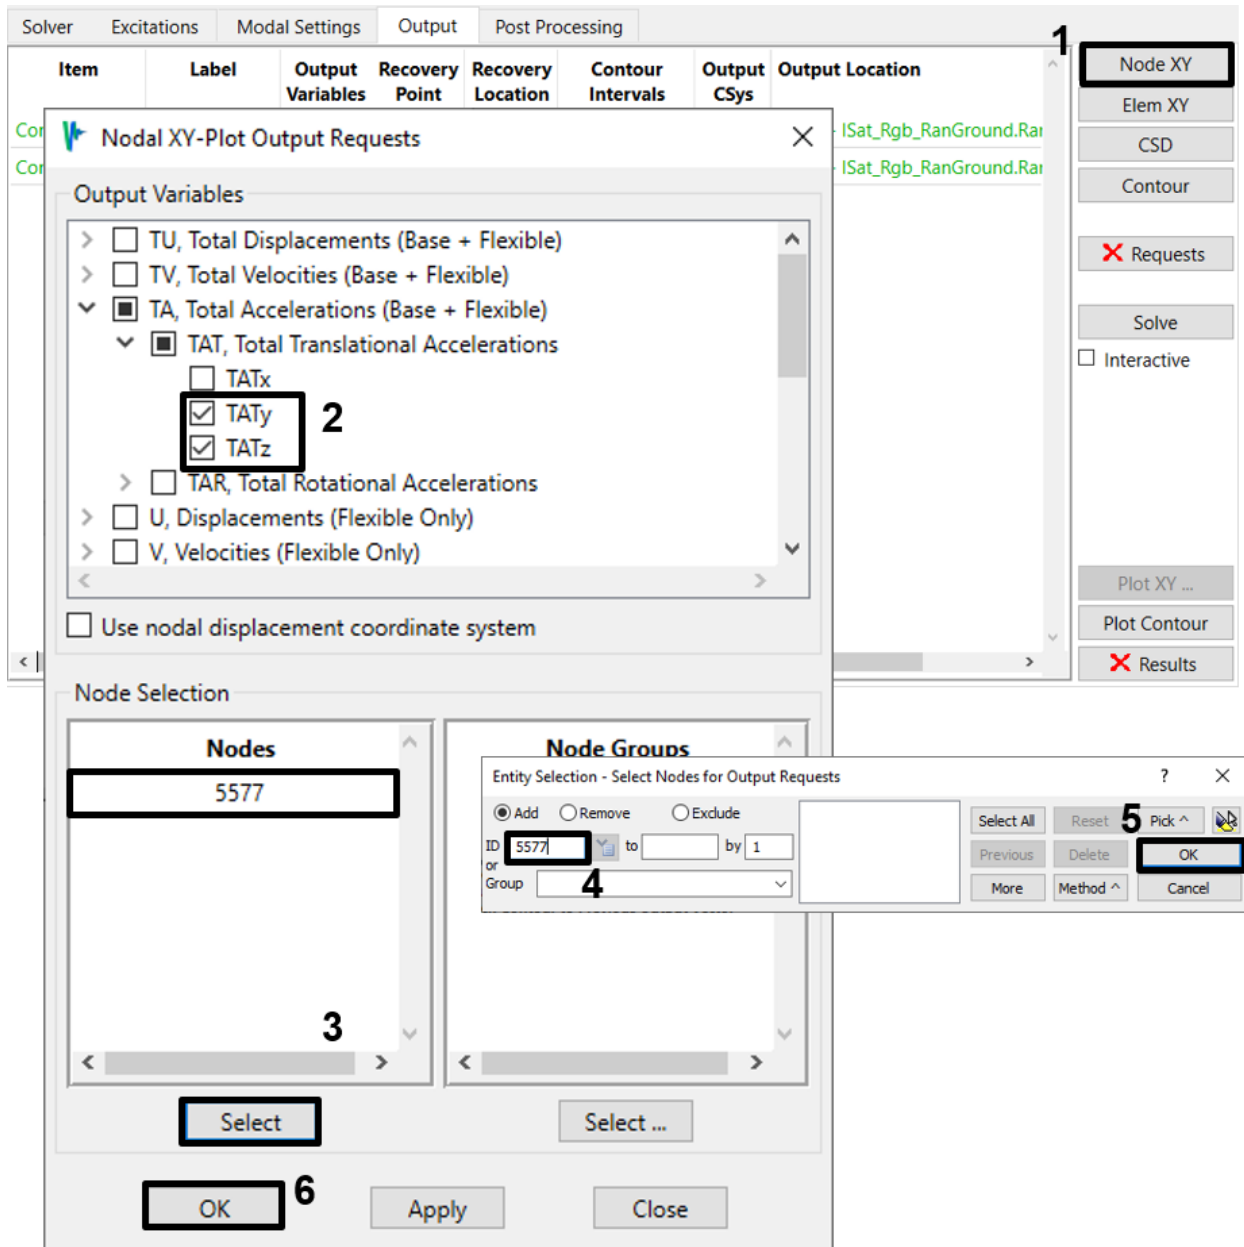 Solver Excitations Modal Settings Output Post Processing
1
Node XY
Item Label Output Variables Recovery Point Recovery Location Contour Intervals Output CSys Output Location
Elem XY
Con
ISat_Rgb_RanGround.Ran
CSD
Con
ISat_Rgb_RanGround.Ran
Contour
Requests
Solve
Interactive
Plot XY ...
Plot Contour
Results
Nodal XY-Plot Output Requests
Output Variables
TU, Total Displacements (Base + Flexible)
TV, Total Velocities (Base + Flexible)
TA, Total Accelerations (Base + Flexible)
TAT, Total Translational Accelerations
TATx
TATy
2
TATz
TAR, Total Rotational Accelerations
U, Displacements (Flexible Only)
V, Velocities (Flexible Only)
Use nodal displacement coordinate system
Node Selection
Nodes
5577
3
Select
Node Groups
Select ...
Entity Selection - Select Nodes for Output Requests ?
Add Remove Exclude
ID 5577 to by 1
or
Group
4
Select All Reset 5 Pick ^
Previous Delete OK
More Method ^ Cancel
OK 6 Apply Close